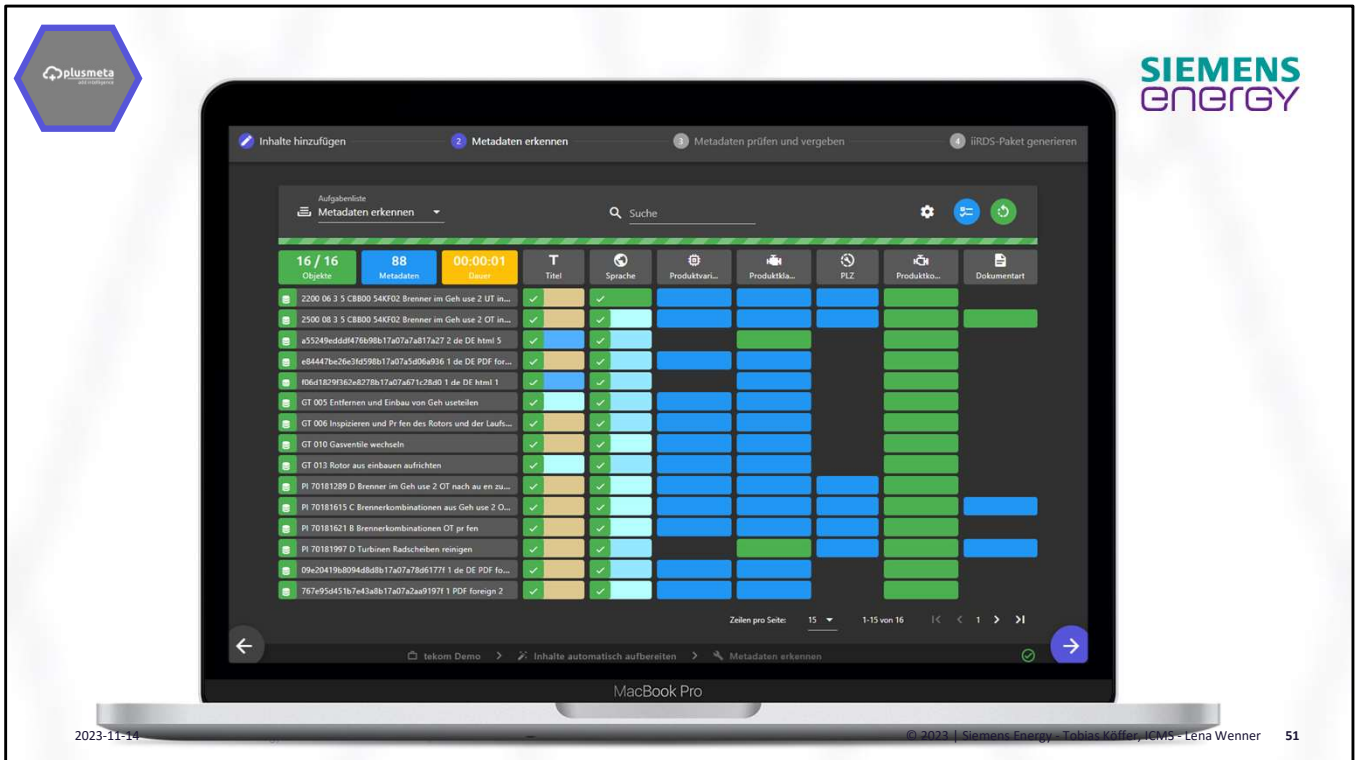 plusmeta
SIEMENS
energy
Inhalte hinzufügen
2 Metadaten erkennen
3 Metadaten prüfen und vergeben
4 iiRDS-Paket generieren
Aufgabenliste
Metadaten erkennen
Suche
16 / 16
Objekte
88
Metadaten
00:00:01
Dauer
Titel
Sprache
Produktvari...
Produktkla...
PLZ
Produktko...
Dokumentart
2200 06 3 5 CBB00 54KF02 Brenner im Geh use 2 UT in...
2500 08 3 5 CBB00 54KF02 Brenner im Geh use 2 OT in...
a55249edddf476b98b17a07a7a817a27 2 de DE html 5
e84447be26e3fd598b17a07a5d06a936 1 de DE PDF for...
f06d1829f362e8278b17a07a671c28d0 1 de DE html 1
GT 005 Entfernen und Einbau von Geh useteilen
GT 006 Inspizieren und Pr fen des Rotors und der Laufs...
GT 010 Gasventile wechseln
GT 013 Rotor aus einbauen aufrichten
PI 70181289 D Brenner im Geh use 2 OT nach au en zu...
PI 70181615 C Brennerkombinationen aus Geh use 2 O...
PI 70181621 B Brennerkombinationen OT pr fen
PI 70181997 D Turbinen Radscheiben reinigen
09e20419b8094d8d8b17a07a78d6177f 1 de DE PDF fo...
767e95d451b7e43a8b17a07a2aa9197f 1 PDF foreign 2
Zeilen pro Seite: 15 1-15 von 16 1
tekom Demo > Inhalte automatisch aufbereiten > Metadaten erkennen
MacBook Pro
2023-11-14
© 2023 | Siemens Energy - Tobias Köffer, ICMS - Lena Wenner 51